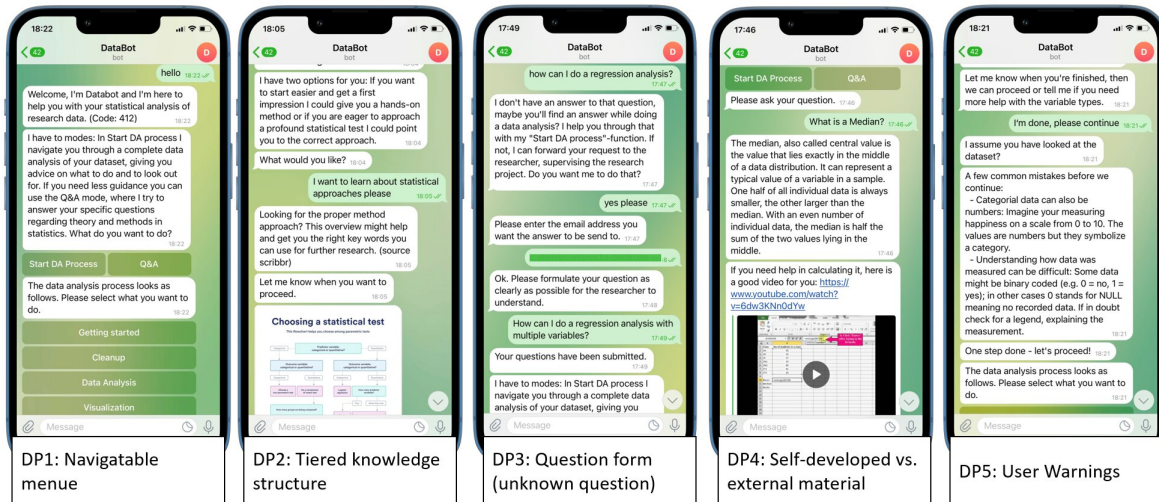 18:22
42
DataBot
bot
D
hello 18:22
Welcome, I'm Databot and I'm here to
help you with your statistical analysis of
research data. (Code: 412)
18:22
I have to modes: In Start DA process I
navigate you through a complete data
analysis of your dataset, giving you
advice on what to do and to look out
for. If you need less guidance you can
use the Q&A mode, where I try to
answer your specific questions
regarding theory and methods in
statistics. What do you want to do?
18:22
Start DA Process
Q&A
The data analysis process looks as
follows. Please select what you want to
do.
18:22
Getting started
Cleanup
Data Analysis
Visualization
Message
DP1: Navigatable
menue
18:05
42
DataBot
bot
D
I have two options for you: If you want
to start easier and get a first
impression I could give you a hands-on
method or if you are eager to approach
a profound statistical test I could point
you to the correct approach.
18:04
What would you like? 18:04
I want to learn about statistical
approaches please
18:05
Looking for the proper method
approach? This overview might help
and get you the right key words you
can use for further research. (source
scribbr)
18:05
Let me know when you want to
proceed.
18:05
Choosing a statistical test
Message
DP2: Tiered knowledge
structure
17:49
42
DataBot
bot
D
how can I do a regression analysis?
17:47
I don't have an answer to that question,
maybe you'll find an answer while doing
a data analysis? I help you through that
with my "Start DA process"-function. If
not, I can forward your request to the
researcher, supervising the research
project. Do you want me to do that?
17:47
yes please 17:47
Please enter the email address you
want the answer to be send to. 17:47
Ok. Please formulate your question as
clearly as possible for the researcher to
understand.
17:48
How can I do a regression analysis with
multiple variables?
17:49
Your questions have been submitted.
17:49
I have to modes: In Start DA process I
navigate you through a complete data
analysis of your dataset, giving you
Message
DP3: Question form
(unknown question)
17:46
42
DataBot
bot
D
Start DA Process
Q&A
Please ask your question. 17:46
What is a Median? 17:46
The median, also called central value is
the value that lies exactly in the middle
of a data distribution. It can represent a
typical value of a variable in a sample.
One half of all individual data is always
smaller, the other larger than the
median. With an even number of
individual data, the median is half the
sum of the two values lying in the
middle.
17:46
If you need help in calculating it, here is
a good video for you: https://
www.youtube.com/watch?
v=6dw3KNn0dYw
Message
DP4: Self-developed vs.
external material
18:21
42
DataBot
bot
D
Let me know when you're finished, then
we can proceed or tell me if you need
more help with the variable types. 18:21
I'm done, please continue 18:21
I assume you have looked at the
dataset?
18:21
A few common mistakes before we
continue:
- Categorial data can also be
numbers: Imagine your measuring
happiness on a scale from 0 to 10. The
values are numbers but they symbolize
a category.
- Understanding how data was
measured can be difficult: Some data
might be binary coded (e.g. 0 = no, 1 =
yes); in other cases 0 stands for NULL
meaning no recorded data. If in doubt
check for a legend, explaining the
measurement.
18:21
One step done - let's proceed! 18:21
The data analysis process looks as
follows. Please select what you want to
do.
18:21
Message
DP5: User Warnings